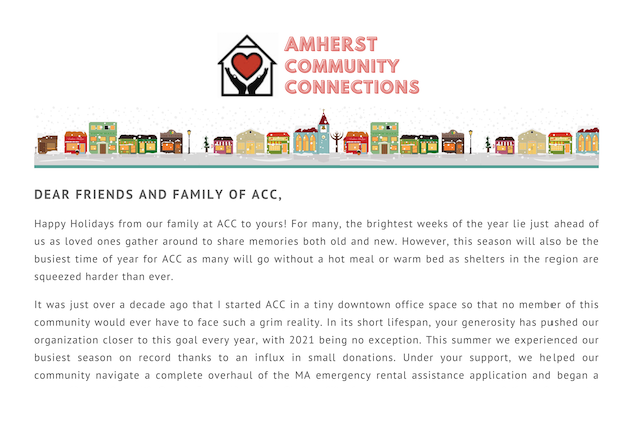 AMHERST
COMMUNITY
CONNECTIONS
DEAR FRIENDS AND FAMILY OF ACC,
Happy Holidays from our family at ACC to yours! For many, the brightest weeks of the year lie just ahead of
us as loved ones gather around to share memories both old and new. However, this season will also be the
busiest time of year for ACC as many will go without a hot meal or warm bed as shelters in the region are
squeezed harder than ever.
It was just over a decade ago that I started ACC in a tiny downtown office space so that no member of this
community would ever have to face such a grim reality. In its short lifespan, your generosity has pushed our
organization closer to this goal every year, with 2021 being no exception. This summer we experienced our
busiest season on record thanks to an influx in small donations. Under your support, we helped our
community navigate a complete overhaul of the MA emergency rental assistance application and began a